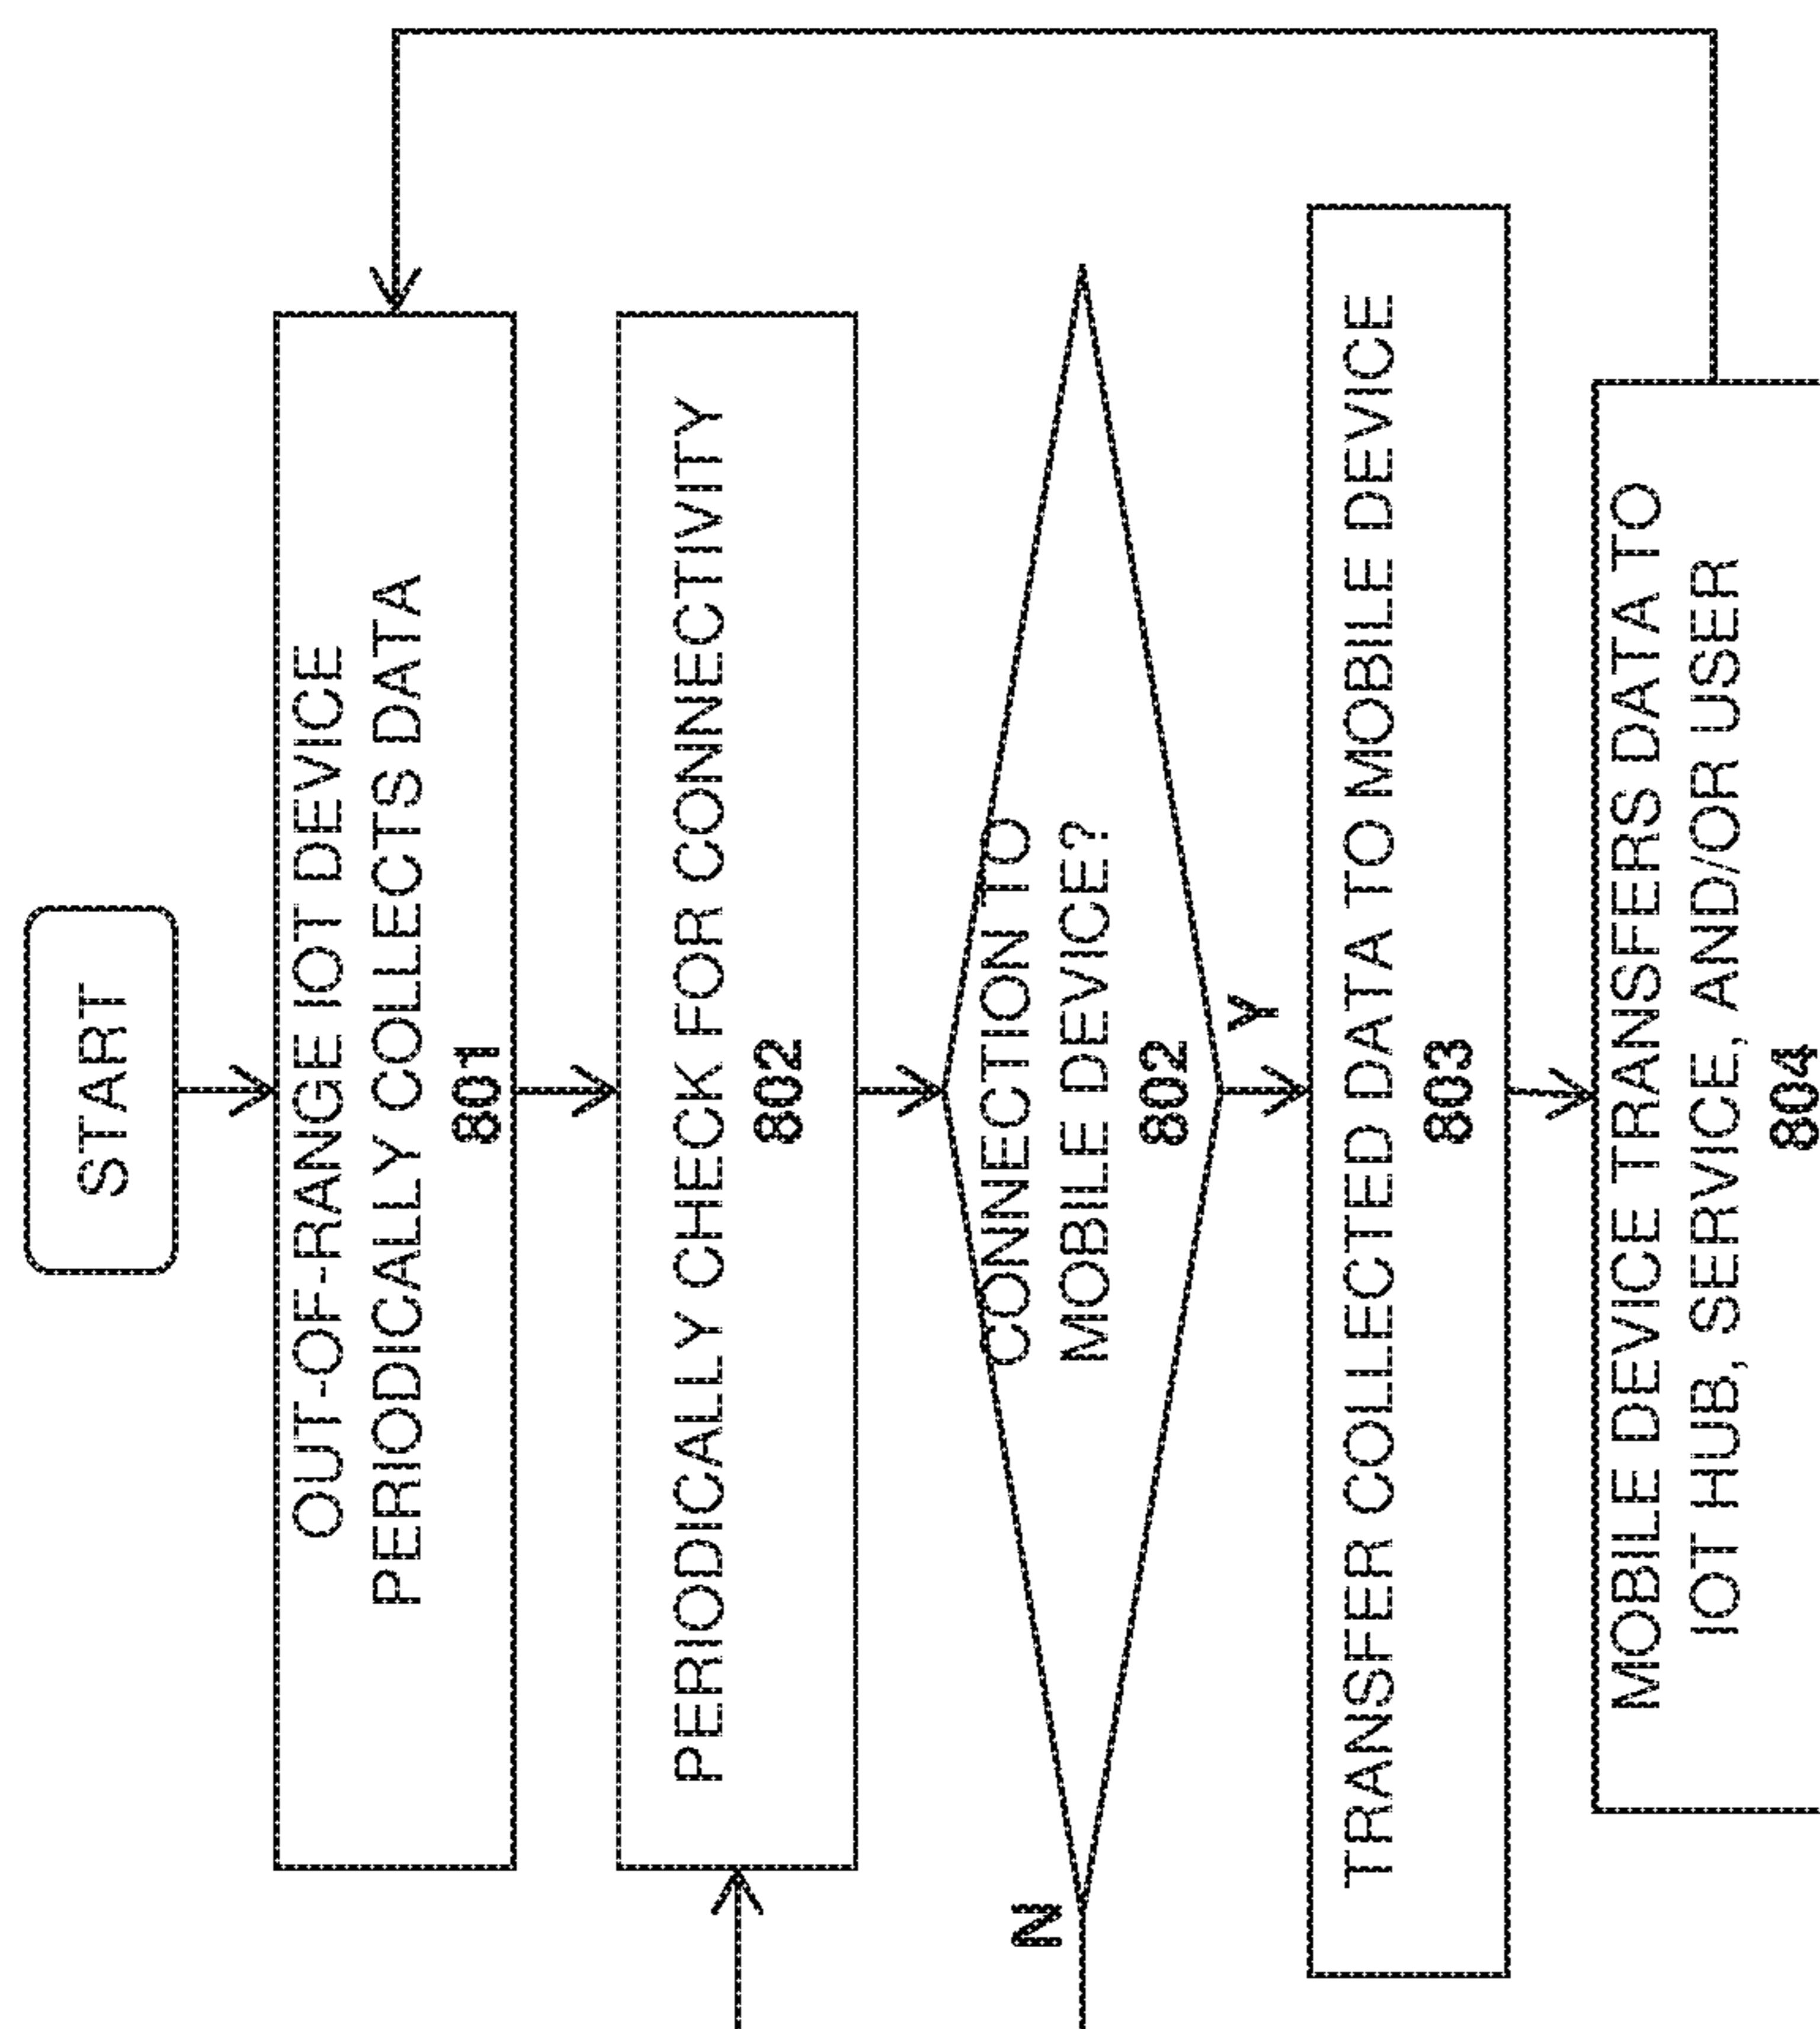 START
OUT-OF-RANGE IOT DEVICE
PERIODICALLY COLLECTS DATA
801
PERIODICALLY CHECK FOR CONNECTIVITY
802
CONNECTION TO
MOBILE DEVICE?
802
N
Y
TRANSFER COLLECTED DATA TO MOBILE DEVICE
803
MOBILE DEVICE TRANSFERS DATA TO
IOT HUB, SERVICE, AND/OR USER
804